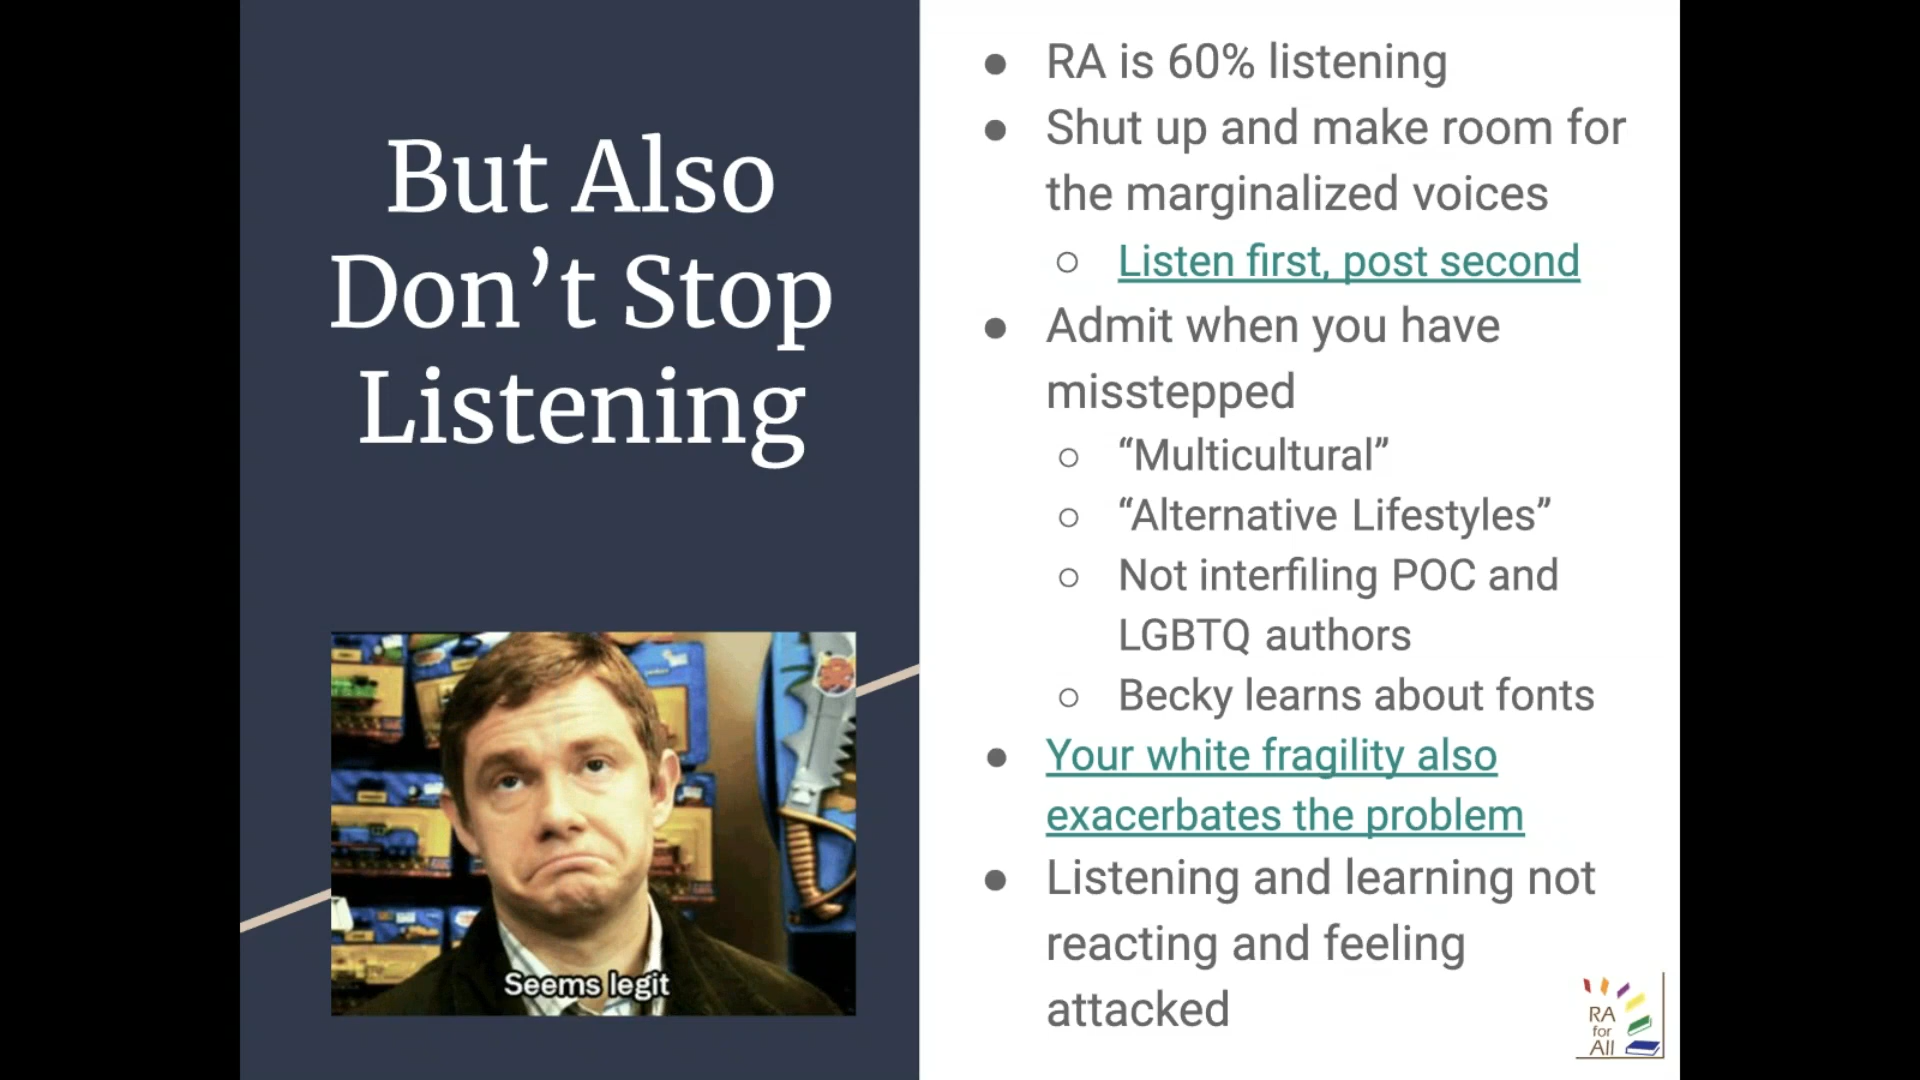 But Also
Don’t Stop
Listening
Seems legit
● RA is 60% listening
● Shut up and make room for
the marginalized voices
○ Listen first, post second
● Admit when you have
misstepped
○ “Multicultural”
○ “Alternative Lifestyles”
○ Not interfiling POC and
LGBTQ authors
○ Becky learns about fonts
● Your white fragility also
exacerbates the problem
● Listening and learning not
reacting and feeling
attacked
RA
for
All